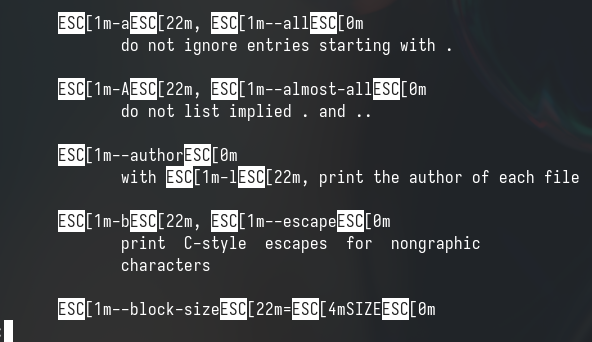 ESC[1m-aESC[22m, ESC[1m--allESC[0m
do not ignore entries starting with .
ESC[1m-AESC[22m, ESC[1m--almost-allESC[0m
do not list implied . and ..
ESC[1m--authorESC[0m
with ESC[1m-lESC[22m, print the author of each file
ESC[1m-bESC[22m, ESC[1m--escapeESC[0m
print  C-style  escapes  for  nongraphic
characters
ESC[1m--block-sizeESC[22m=ESC[4mSIZEESC[0m
: